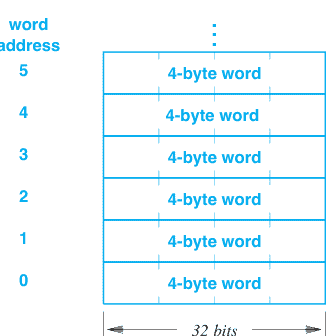 word
address
5 4-byte word
4 4-byte word
3 4-byte word
2 4-byte word
1 4-byte word
0 4-byte word
32 bits